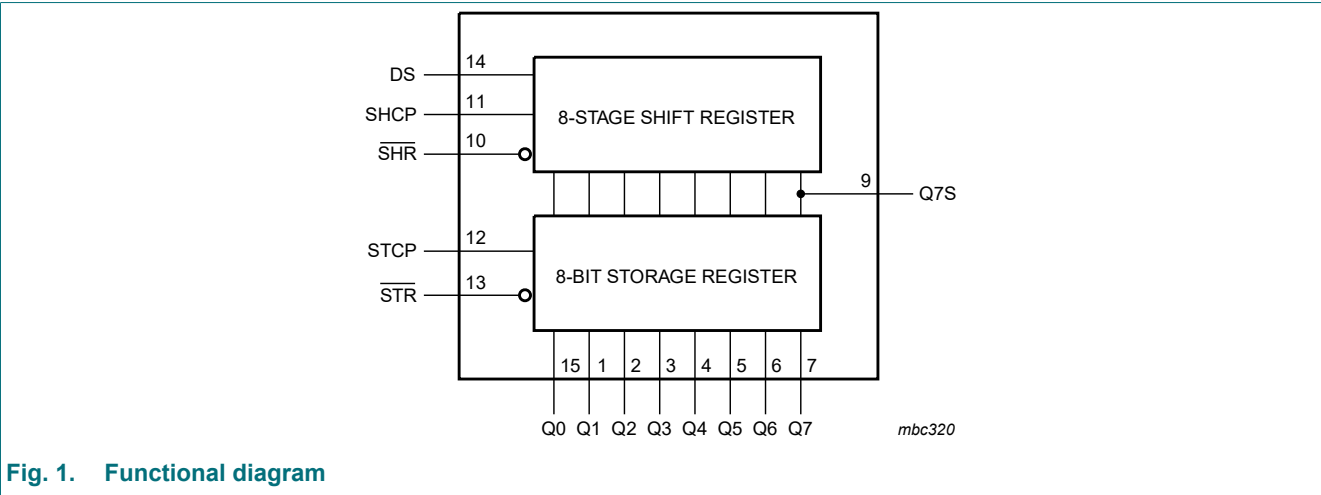 DS 14
SHCP 11
S̅H̅R̅ 10
8-STAGE SHIFT REGISTER
9 Q7S
STCP 12
S̅T̅R̅ 13
8-BIT STORAGE REGISTER
15 1 2 3 4 5 6 7
Q0 Q1 Q2 Q3 Q4 Q5 Q6 Q7
mbc320
Fig. 1. Functional diagram